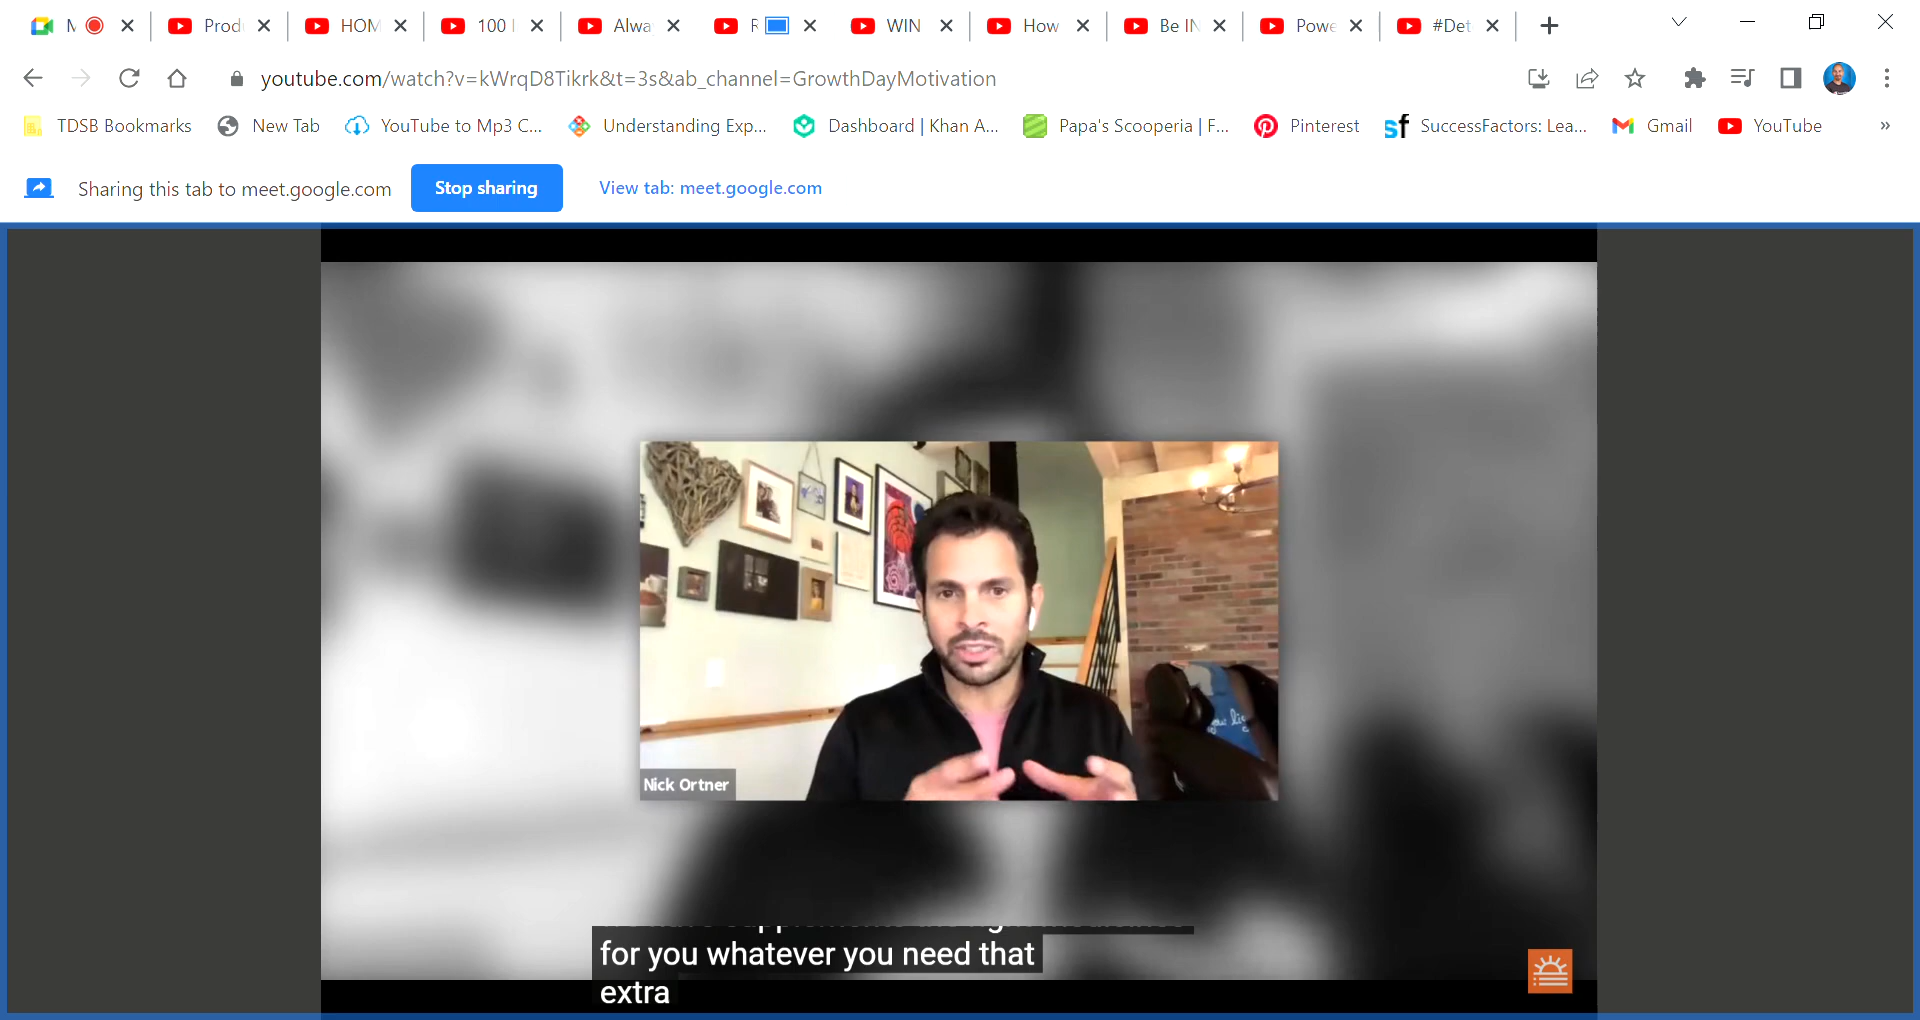 M
Prod
HOM
100
Alwa
R
WIN
How
Be IN
Powe
#Det
youtube.com/watch?v=kWrqD8Tikrk&t=3s&ab_channel=GrowthDayMotivation
TDSB Bookmarks
New Tab
YouTube to Mp3 C...
Understanding Exp...
Dashboard | Khan A...
Papa's Scooperia | F...
Pinterest
sf SuccessFactors: Lea...
Gmail
YouTube
»
Sharing this tab to meet.google.com
Stop sharing
View tab: meet.google.com
Nick Ortner
for you whatever you need that
extra